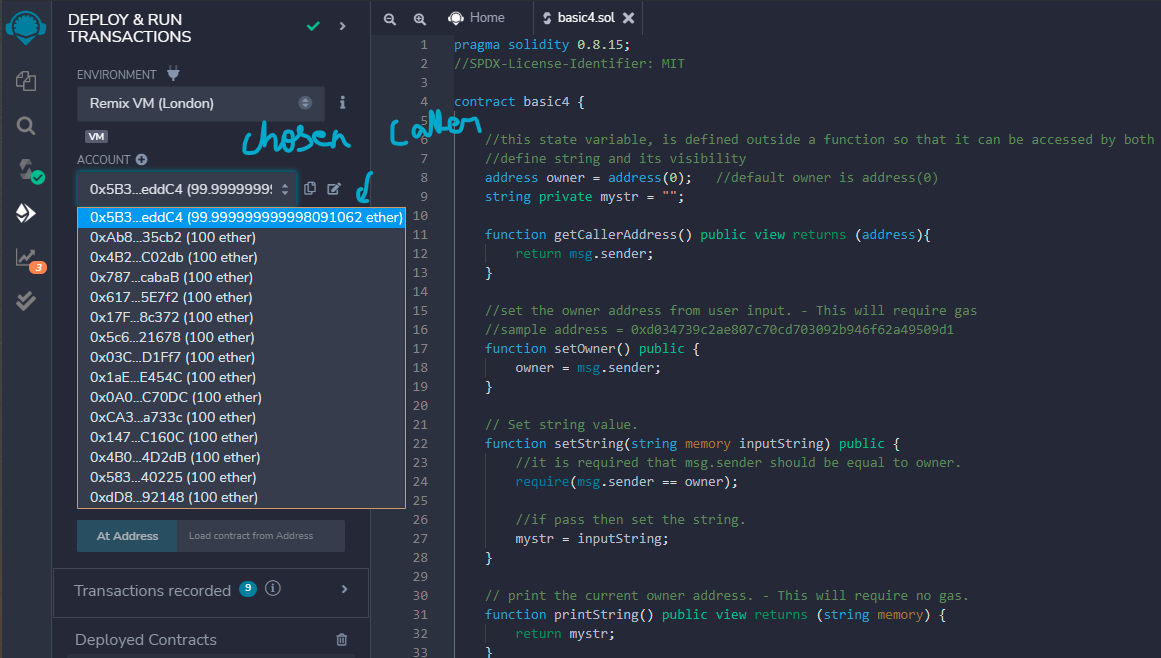 DEPLOY & RUN
TRANSACTIONS
ENVIRONMENT
Remix VM (London)
VM
chosen caller
ACCOUNT
0x5B3...eddC4 (99.9999999
0x5B3...eddC4 (99.999999999998091062 ether)
0xAb8...35cb2 (100 ether)
0x4B2...C02db (100 ether)
0x787...cabaB (100 ether)
0x617...5E7f2 (100 ether)
0x17F...8c372 (100 ether)
0x5c6...21678 (100 ether)
0x03C...D1Ff7 (100 ether)
0x1aE...E454C (100 ether)
0x0A0...C70DC (100 ether)
0xCA3...a733c (100 ether)
0x147...C160C (100 ether)
0x4B0...4D2dB (100 ether)
0x583...40225 (100 ether)
0xdD8...92148 (100 ether)
At Address Load contract from Address
Transactions recorded 9
Deployed Contracts
3
Home basic4.sol
1 pragma solidity 0.8.15;
2 //SPDX-License-Identifier: MIT
3
4 contract basic4 {
5
6 //this state variable, is defined outside a function so that it can be accessed by both
7 //define string and its visibility
8 address owner = address(0); //default owner is address(0)
9 string private mystr = "";
10
11 function getCallerAddress() public view returns (address){
12 return msg.sender;
13 }
14
15 //set the owner address from user input. - This will require gas
16 //sample address = 0xd034739c2ae807c70cd703092b946f62a49509d1
17 function setOwner() public {
18 owner = msg.sender;
19 }
20
21 // Set string value.
22 function setString(string memory inputString) public {
23 //it is required that msg.sender should be equal to owner.
24 require(msg.sender == owner);
25
26 //if pass then set the string.
27 mystr = inputString;
28 }
29
30 // print the current owner address. - This will require no gas.
31 function printString() public view returns (string memory) {
32 return mystr;
33 }